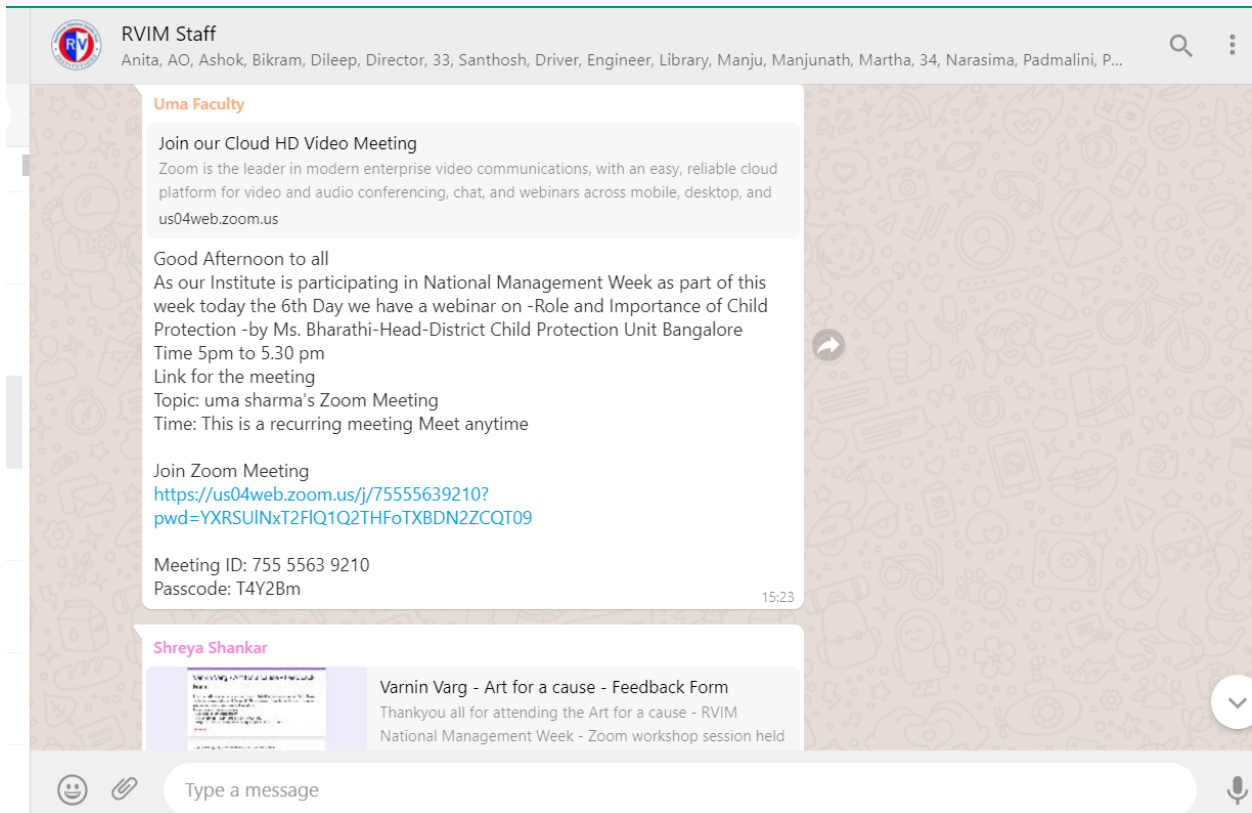 RV
RVIM Staff
Anita, AO, Ashok, Bikram, Dileep, Director, 33, Santhosh, Driver, Engineer, Library, Manju, Manjunath, Martha, 34, Narasima, Padmalini, P...
Uma Faculty
Join our Cloud HD Video Meeting
Zoom is the leader in modern enterprise video communications, with an easy, reliable cloud
platform for video and audio conferencing, chat, and webinars across mobile, desktop, and
us04web.zoom.us
Good Afternoon to all
As our Institute is participating in National Management Week as part of this
week today the 6th Day we have a webinar on -Role and Importance of Child
Protection -by Ms. Bharathi-Head-District Child Protection Unit Bangalore
Time 5pm to 5.30 pm
Link for the meeting
Topic: uma sharma's Zoom Meeting
Time: This is a recurring meeting Meet anytime
Join Zoom Meeting
https://us04web.zoom.us/j/75555639210?
pwd=YXRSUlNxT2FlQ1Q2THFoTXBDN2ZCQT09
Meeting ID: 755 5563 9210
Passcode: T4Y2Bm
15:23
Shreya Shankar
Varnin Varg - Art for a cause - Feedback
Form
Varnin Varg - Art for a cause - Feedback Form
Thankyou all for attending the Art for a cause - RVIM
National Management Week - Zoom workshop session held
Type a message